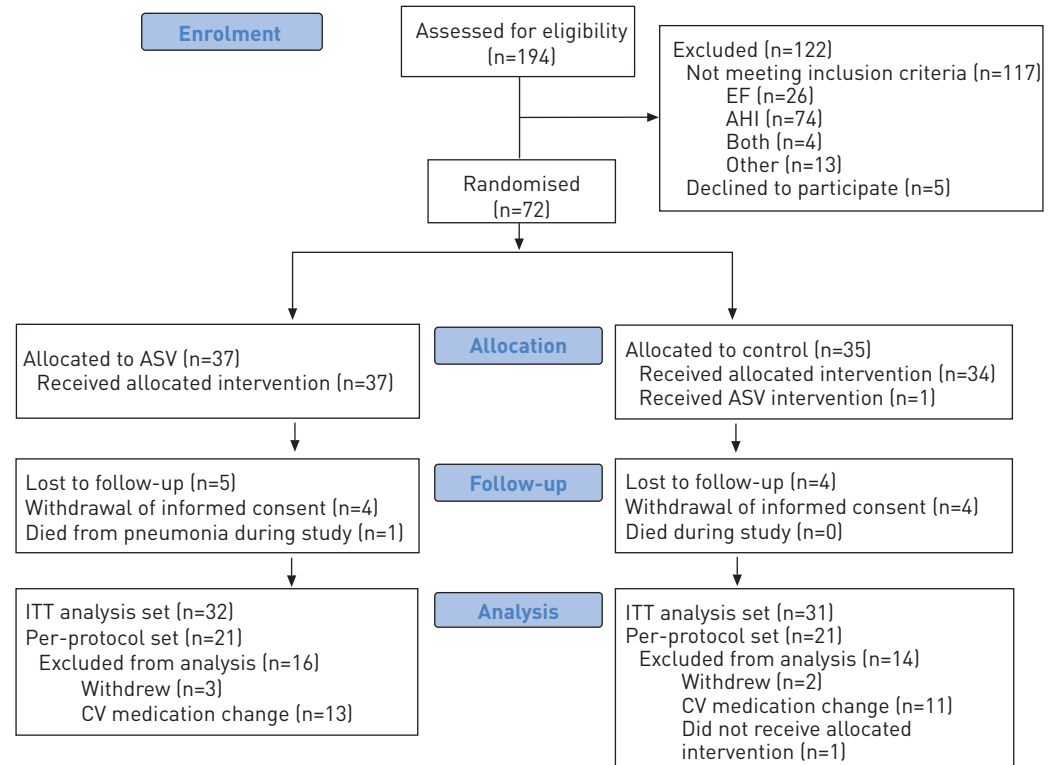 Enrolment
Assessed for eligibility
(n=194)
Excluded (n=122)
Not meeting inclusion criteria (n=117)
EF (n=26)
AHI (n=74)
Both (n=4)
Other (n=13)
Declined to participate (n=5)
Randomised
(n=72)
Allocation
Allocated to ASV (n=37)
Received allocated intervention (n=37)
Allocated to control (n=35)
Received allocated intervention (n=34)
Received ASV intervention (n=1)
Follow-up
Lost to follow-up (n=5)
Withdrawal of informed consent (n=4)
Died from pneumonia during study (n=1)
Lost to follow-up (n=4)
Withdrawal of informed consent (n=4)
Died during study (n=0)
Analysis
ITT analysis set (n=32)
Per-protocol set (n=21)
Excluded from analysis (n=16)
Withdrew (n=3)
CV medication change (n=13)
ITT analysis set (n=31)
Per-protocol set (n=21)
Excluded from analysis (n=14)
Withdrew (n=2)
CV medication change (n=11)
Did not receive allocated
intervention (n=1)